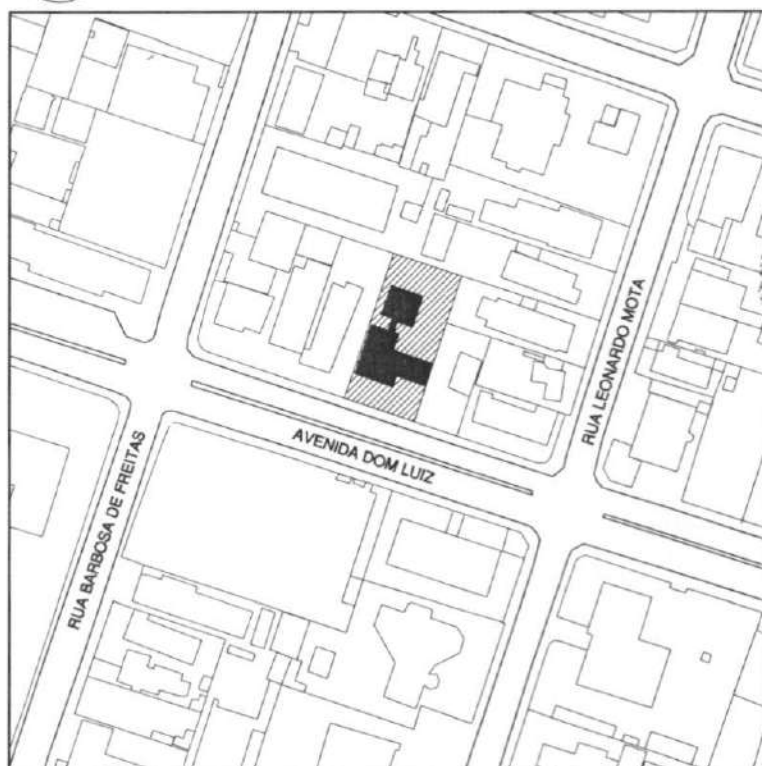 RUA LEONARDO MOTA
AVENIDA DOM LUIZ
RUA BARBOSA DE FREITAS